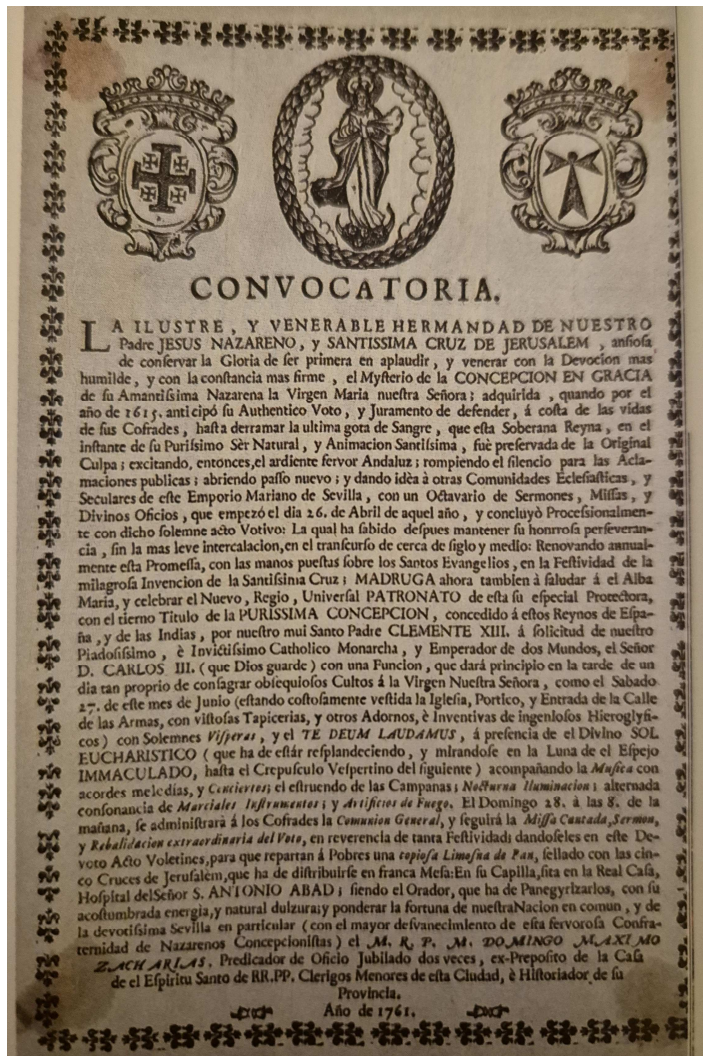 CONVOCATORIA.
LA ILUSTRE, Y VENERABLE HERMANDAD DE NUESTRO
Padre JESUS NAZARENO, y SANTISSIMA CRUZ DE JERUSALEM, ansiosa
de conservar la Gloria de ser primera en aplaudir, y venerar con la Devocion mas
humilde, y con la constancia mas firme, el Mysterio de la CONCEPCION EN GRACIA
de su Amantissima Nazarena la Virgen Maria nuestra Señora; adquirida, quando por el
año de 1615. anticipó su Authentico Voto, y Juramento de defender, á costa de las vidas
de sus Cofrades, hasta derramar la ultima gota de Sangre, que esta Soberana Reyna, en el
instante de su Purissimo Sèr Natural, y Animacion Santissima, fuè preservada de la Original
Culpa; excitando, entonces, el ardiente fervor Andaluz; rompiendo el silencio para las Acla-
maciones publicas; abriendo passo nuevo; y dando idèa à otras Comunidades Eclesiasticas, y
Seculares de este Emporio Mariano de Sevilla, con un Octavario de Sermones, Missas, y
Divinos Oficios, que empezó el dia 26. de Abril de aquel año, y concluyò Processionalmen-
te con dicho solemne acto Votivo: La qual ha sabido despues mantener su honrrosa perseveran-
cia, sin la mas leve intercalacion, en el transcurso de cerca de siglo y medio: Renovando annual-
mente esta Promessa, con las manos puestas sobre los Santos Evangelios, en la Festividad de la
milagrosa Invencion de la Santissima Cruz; MADRUGA ahora tambien à saludar á el Alba
Maria, y celebrar el Nuevo, Regio, Universal PATRONATO de esta su especial Protectora,
con el tierno Titulo de la PURISSIMA CONCEPCION, concedido á estos Reynos de Espa-
ña, y de las Indias, por nuestro mui Santo Padre CLEMENTE XIII. á solicitud de nuestro
Piadosissimo, è Invictissimo Catholico Monarcha, y Emperador de dos Mundos, el Señor
D. CARLOS III. (que Dios guarde) con una Funcion, que dará principio en la tarde de un
dia tan proprio de consagrar obsequiosos Cultos á la Virgen Nuestra Señora, como el Sabado
27. de este mes de Junio (estando costosamente vestida la Iglesia, Portico, y Entrada de la Calle
de las Armas, con vistosas Tapicerias, y otros Adornos, è Inventivas de ingeniosos Hieroglyfi-
cos) con Solemnes Visperas, y el TE DEUM LAUDAMUS, á presencia de el Divino SOL
EUCHARISTICO (que ha de estár resplandeciendo, y mirandose en la Luna de el Espejo
IMMACULADO, hasta el Crepusculo Vespertino del siguiente) acompañando la Musica con
acordes melodias, y Conciertos; el estruendo de las Campanas; Nocturna Iluminacion; alternada
consonancia de Marciales Instrumentos; y Artificios de Fuego. El Domingo 28. á las 8. de la
mañana, se administrará á los Cofrades la Comunion General, y seguirá la Missa Cantada, Sermon,
y Rebalidacion extraordinaria del Voto, en reverencia de tanta Festividad; dandoseles en este De-
voto Acto Voletines, para que repartan á Pobres una copiosa Limosna de Pan, sellado con las cin-
co Cruces de Jerusalèm, que ha de distribuirse en franca Mesa: En su Capilla, sita en la Real Casa,
Hospital del Señor S. ANTONIO ABAD; siendo el Orador, que ha de Panegyrizarlos, con su
acostumbrada energia, y natural dulzura; y ponderar la fortuna de nuestra Nacion en comun, y de
la devotissima Sevilla en particular (con el mayor desvanecimiento de esta fervorosa Confra-
ternidad de Nazarenos Concepcionistas) el M. R. P. M. DOMINGO MAXIMO
ZACHARIAS, Predicador de Oficio Jubilado dos veces, ex-Preposito de la Casa
de el Espiritu Santo de RR.PP. Clerigos Menores de esta Ciudad, è Historiador de su
Provincia.
Año de 1761.